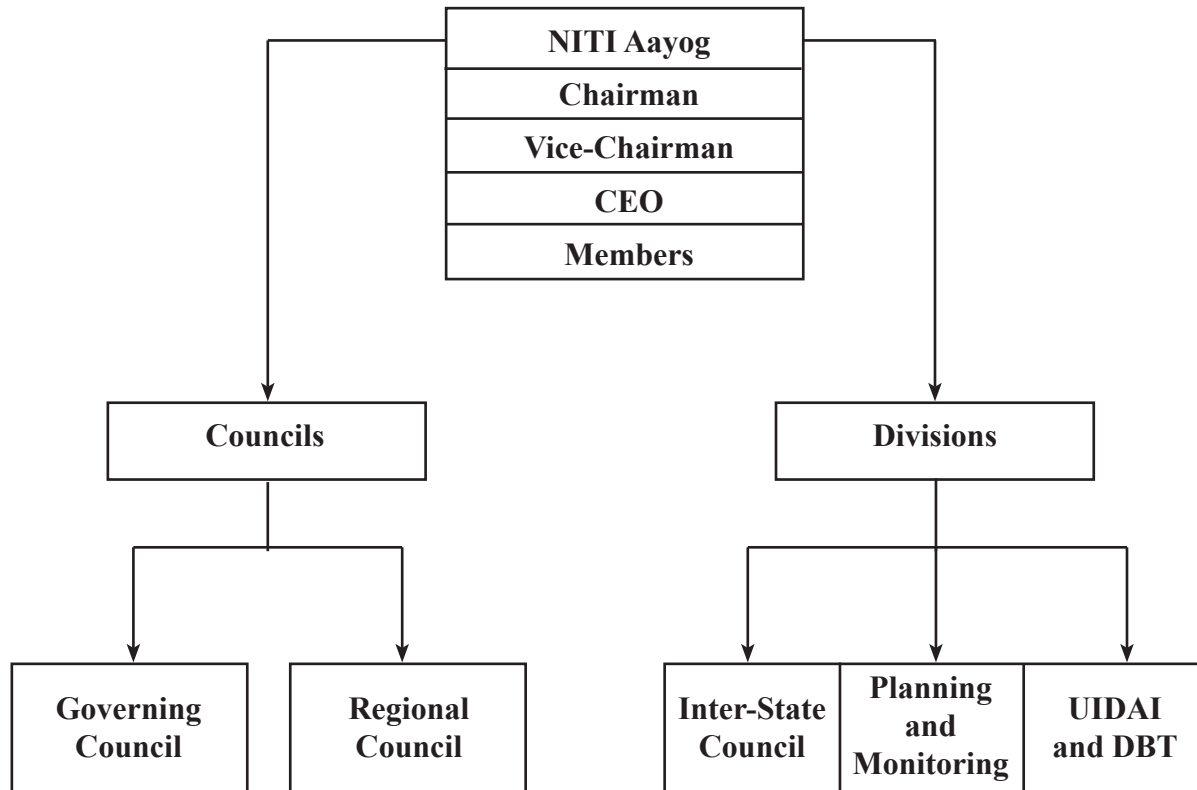 NITI Aayog
Chairman
Vice-Chairman
CEO
Members
Councils
Divisions
Governing
Council
Regional
Council
Inter-State
Council
Planning
and
Monitoring
UIDAI
and DBT